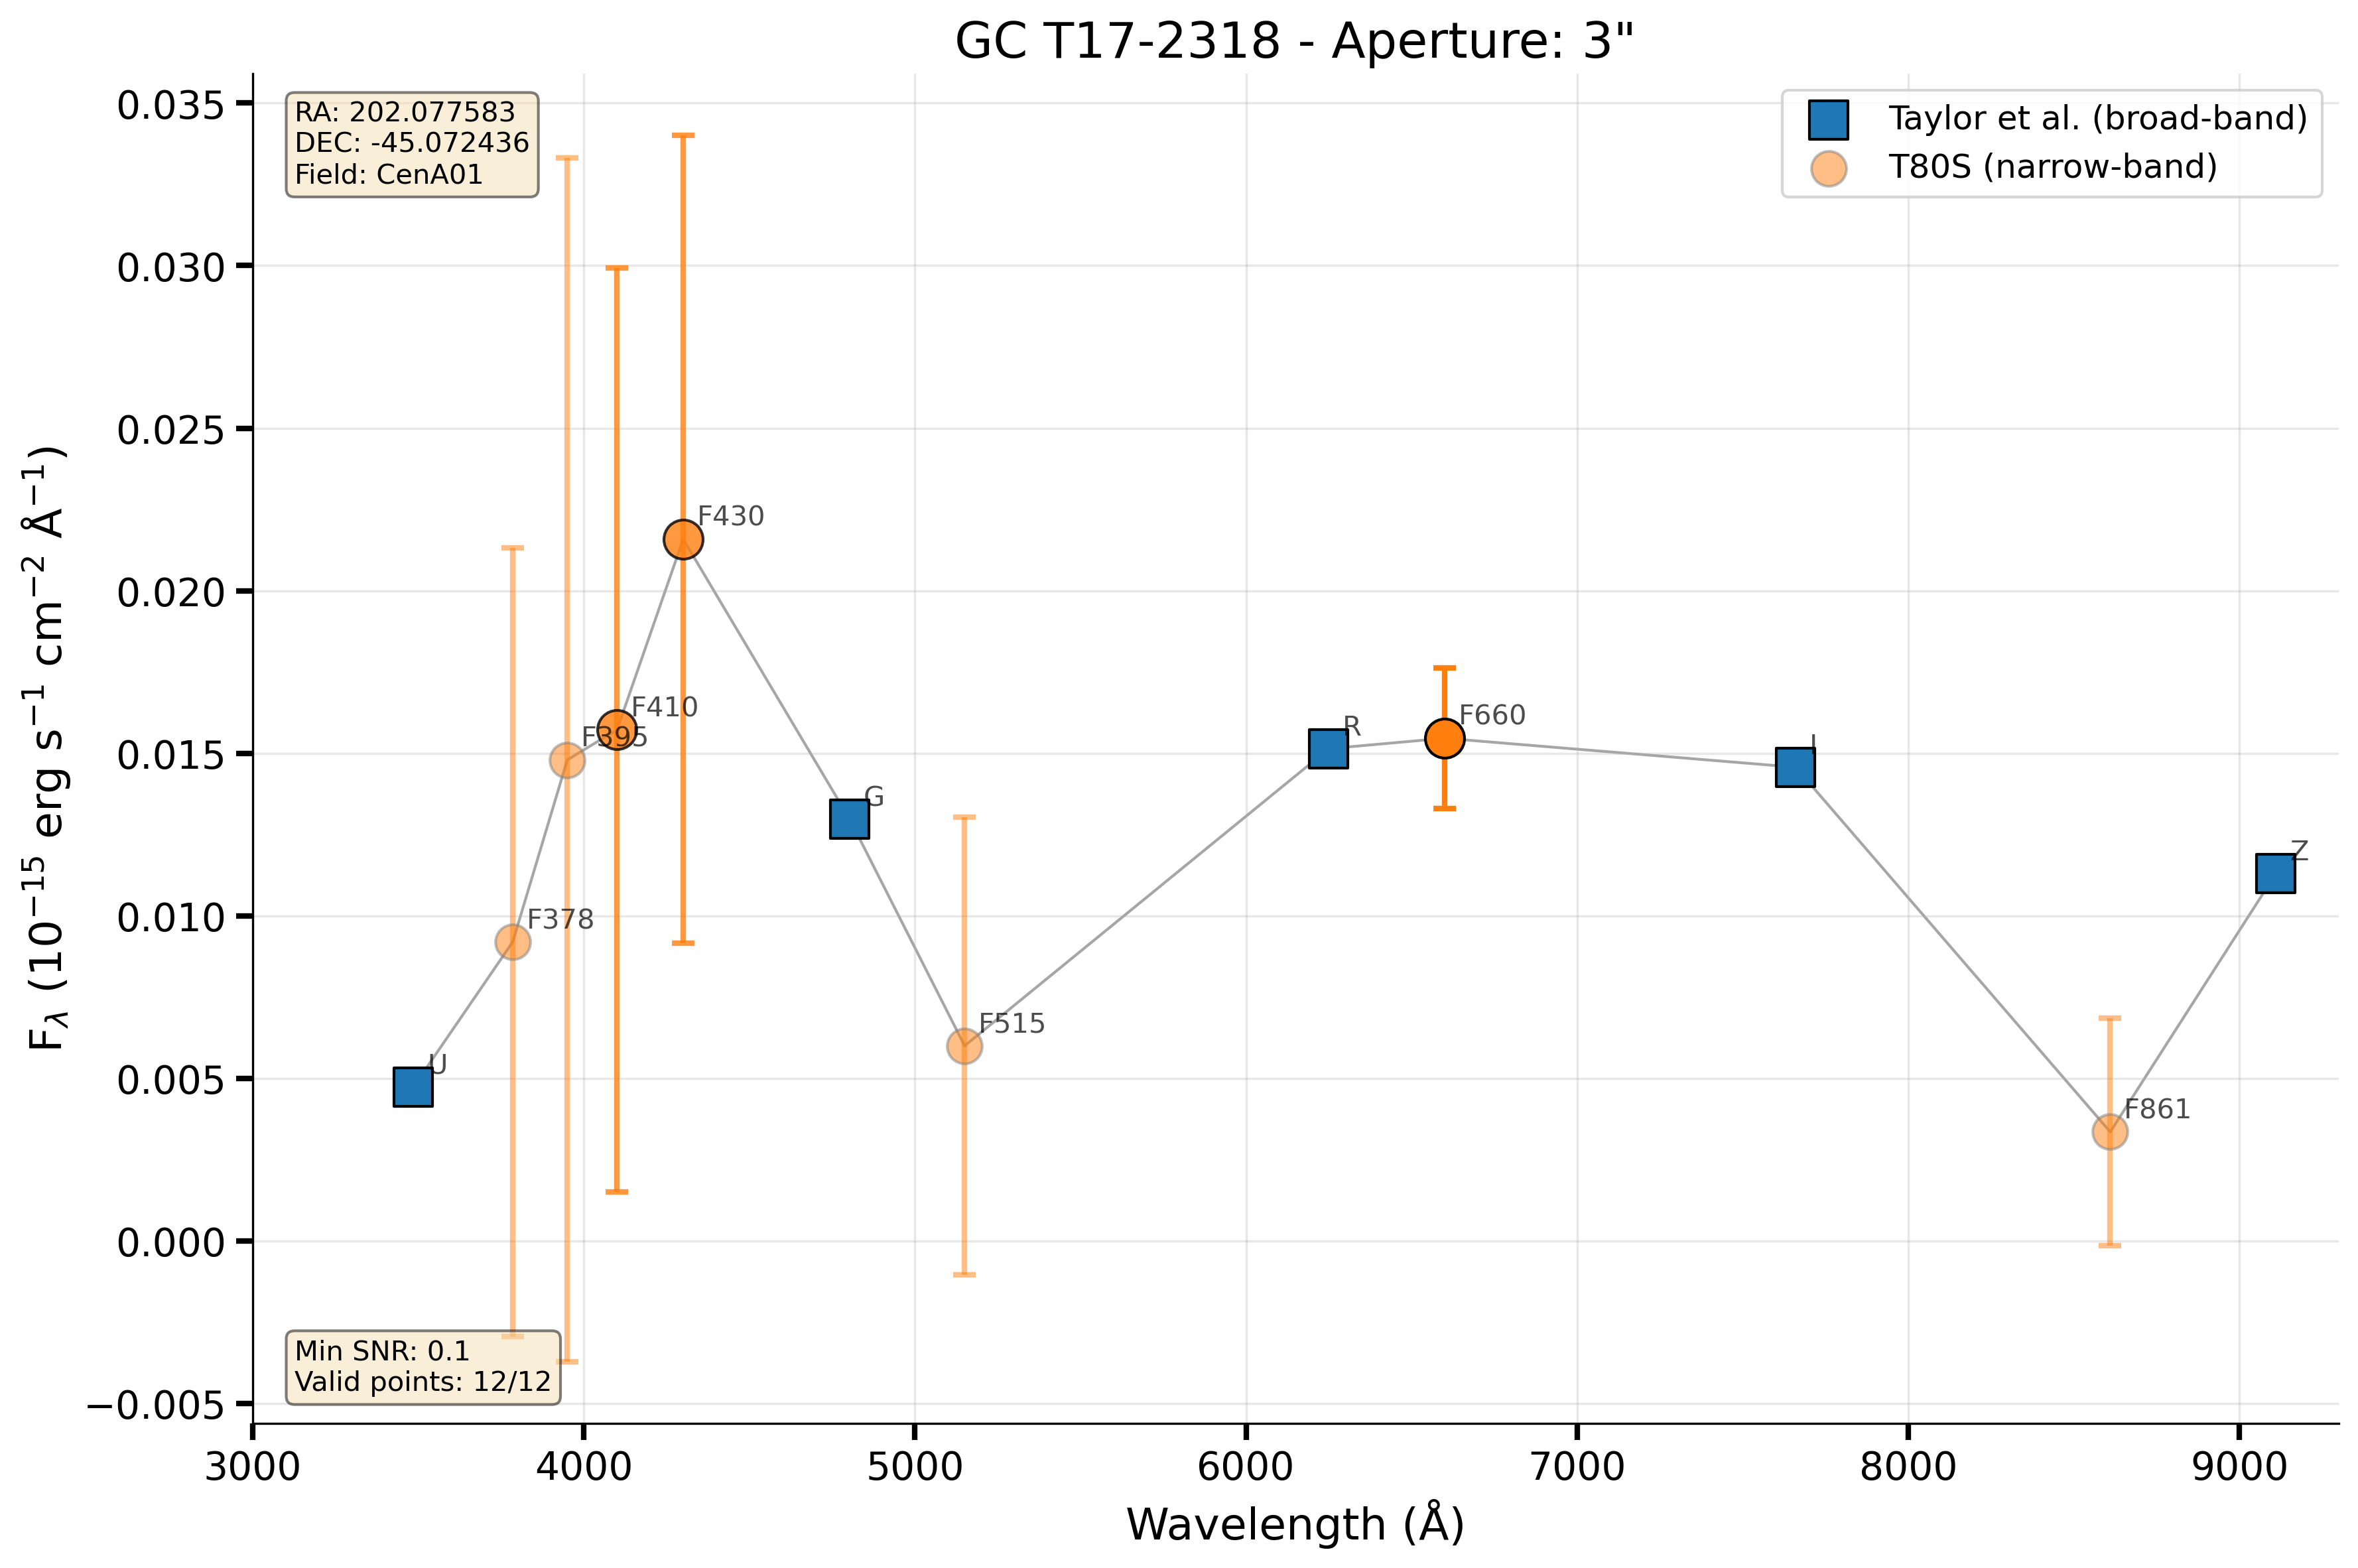 GC T17-2318 - Aperture: 3"
RA: 202.077583
DEC: -45.072436
Field: CenA01
Taylor et al. (broad-band)
T80S (narrow-band)
F$_{λ}$ (10$^{−15}$ erg s$^{−1}$ cm$^{−2}$ Å$^{−1}$)
0.035
0.030
0.025
0.020
0.015
0.010
0.005
0.000
−0.005
U
F378
F395
F410
F430
G
F515
R
F660
I
F861
Z
Min SNR: 0.1
Valid points: 12/12
3000
4000
5000
6000
7000
8000
9000
Wavelength (Å)